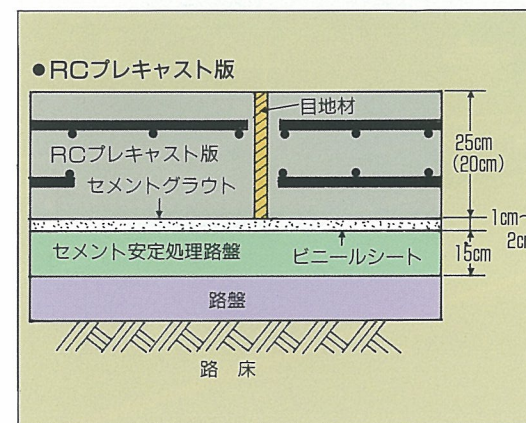 ●RCプレキャスト版
目地材
RCプレキャスト版
セメントグラウト
25cm
(20cm)
1cm~
2cm
セメント安定処理路盤
ビニールシート
15cm
路盤
路 床